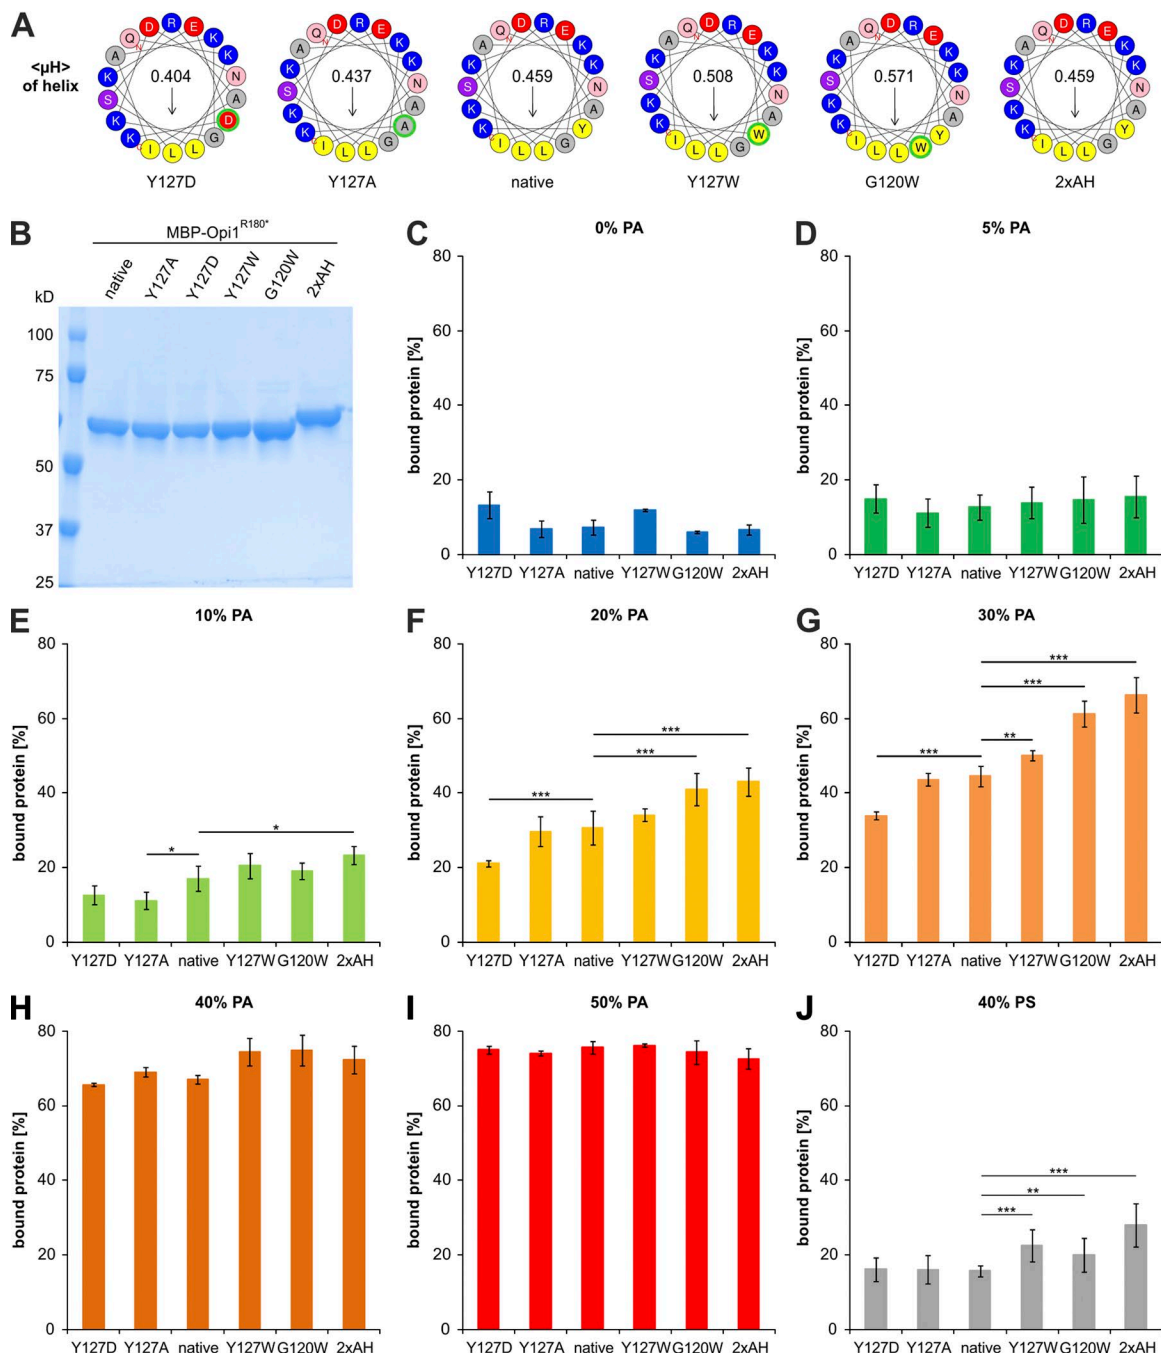 A
<μH>
of helix
Q D R E K K N A D G L L I K K S K A N
0.404
Y127D
Q D R E K K N A A G L L I K K S K A N
0.437
Y127A
Q D R E K K N A Y G L L I K K S K A N
0.459
native
Q D R E K K N A W G L L I K K S K A N
0.508
Y127W
Q D R E K K N A Y W L L I K K S K A N
0.571
G120W
Q D R E K K N A Y G L L I K K S K A N
0.459
2xAH
B
MBP-Opi1R180*
native Y127A Y127D Y127W G120W 2xAH
kD
100
75
50
37
25
C
0% PA
bound protein [%]
80
60
40
20
0
Y127D Y127A native Y127W G120W 2xAH
D
5% PA
bound protein [%]
80
60
40
20
0
Y127D Y127A native Y127W G120W 2xAH
E
10% PA
bound protein [%]
80
60
40
20
0
*
*
Y127D Y127A native Y127W G120W 2xAH
F
20% PA
bound protein [%]
80
60
40
20
0
***
***
***
Y127D Y127A native Y127W G120W 2xAH
G
30% PA
bound protein [%]
80
60
40
20
0
***
***
**
***
Y127D Y127A native Y127W G120W 2xAH
H
40% PA
bound protein [%]
80
60
40
20
0
Y127D Y127A native Y127W G120W 2xAH
I
50% PA
bound protein [%]
80
60
40
20
0
Y127D Y127A native Y127W G120W 2xAH
J
40% PS
bound protein [%]
80
60
40
20
0
***
**
***
Y127D Y127A native Y127W G120W 2xAH